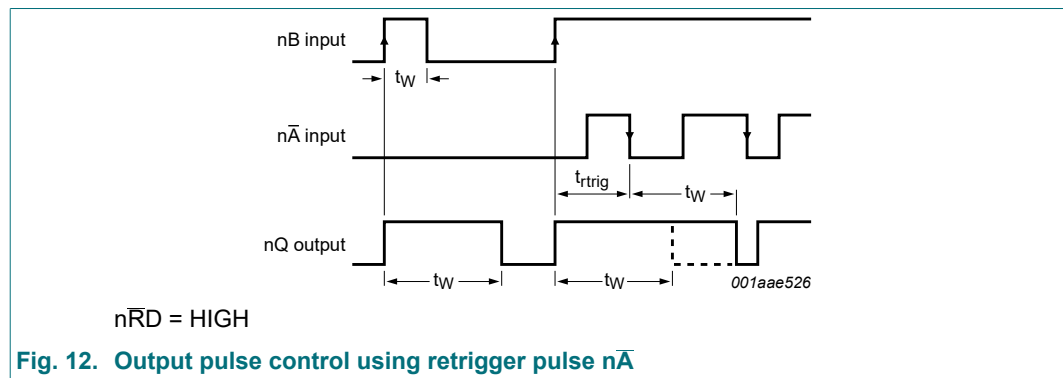 nB input
tW
nA̅ input
trtrig
tW
nQ output
tW
tW
001aae526
nR̅D = HIGH
Fig. 12. Output pulse control using retrigger pulse nA̅